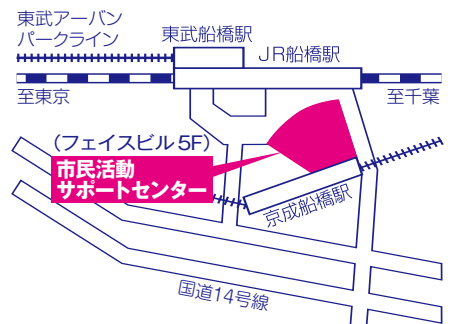 東武アーバン
パークライン
東武船橋駅
JR船橋駅
至東京
至千葉
（フェイスビル5F）
市民活動
サポートセンター
京成船橋駅
国道14号線